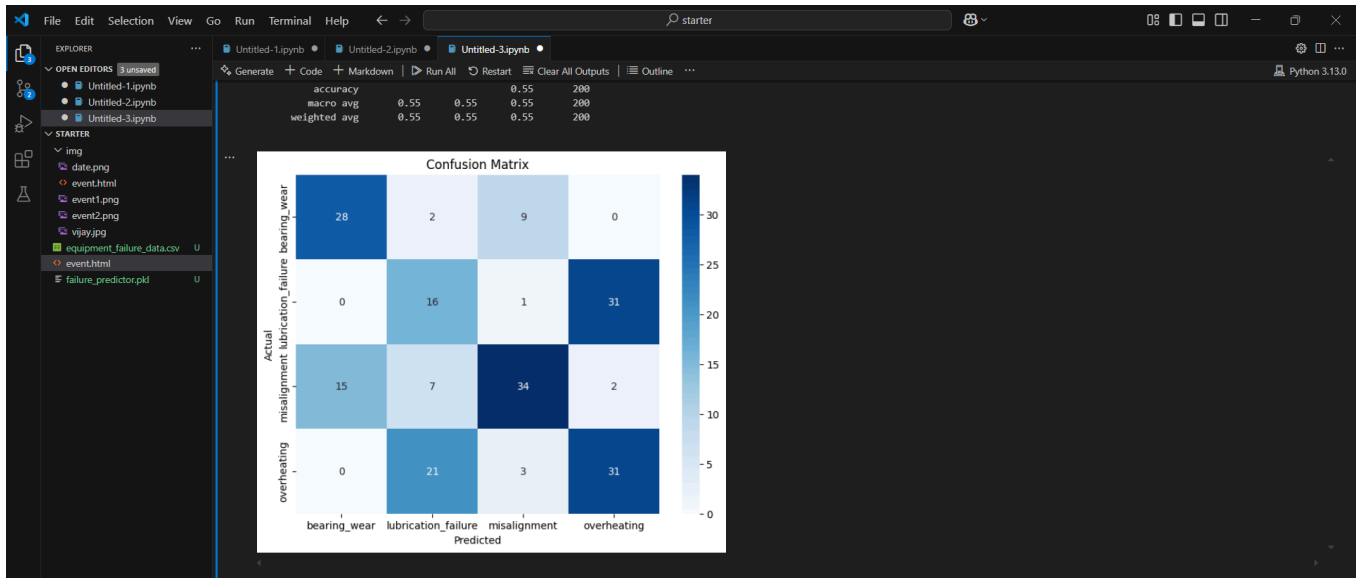 File Edit Selection View Go Run Terminal Help
starter
EXPLORER
OPEN EDITORS 3 unsaved
Untitled-1.ipynb
Untitled-2.ipynb
Untitled-3.ipynb
STARTER
img
date.png
event.html
event1.png
event2.png
vijay.jpg
equipment_failure_data.csv U
event.html
failure_predictor.pkl U
3
2
Untitled-1.ipynb Untitled-2.ipynb Untitled-3.ipynb
Generate + Code + Markdown | Run All Restart Clear All Outputs | Outline ...
Python 3.13.0
accuracy 0.55 200
macro avg 0.55 0.55 0.55 200
weighted avg 0.55 0.55 0.55 200
Confusion Matrix
Actual
bearing_wear 28 2 9 0
lubrication_failure 0 16 1 31
misalignment 15 7 34 2
overheating 0 21 3 31
bearing_wear lubrication_failure misalignment overheating
Predicted
30
25
20
15
10
5
0